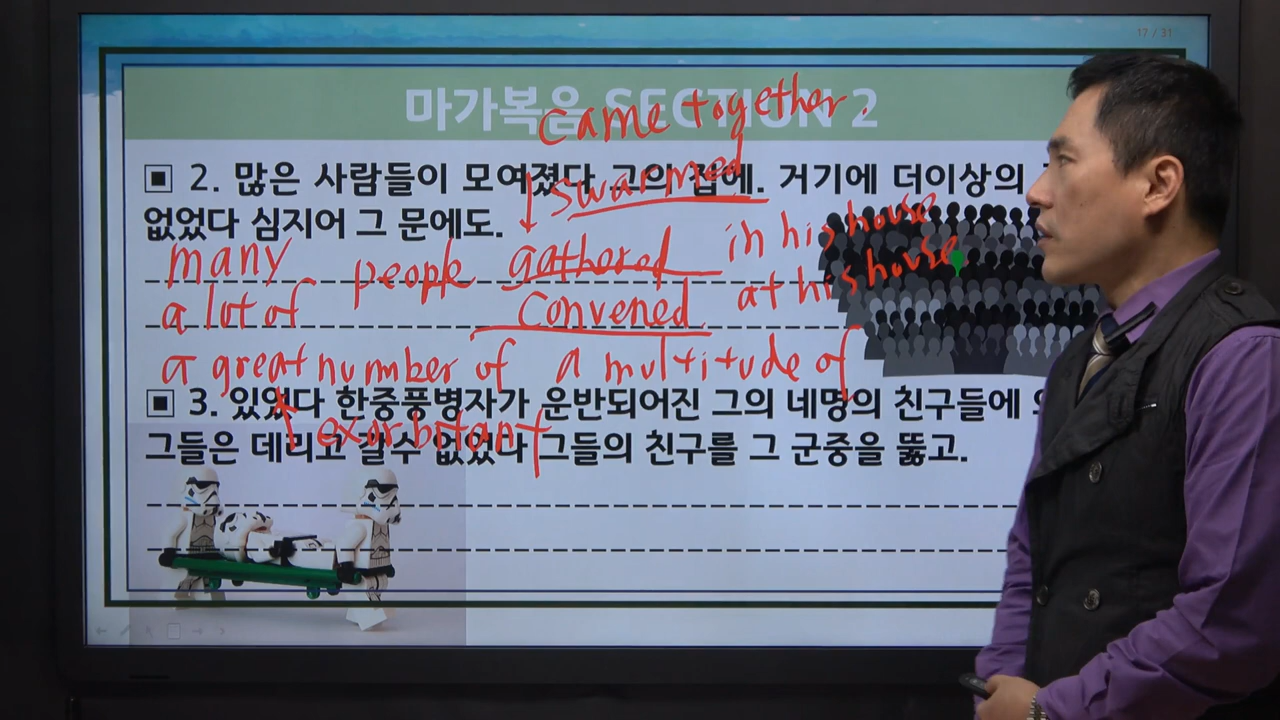 17 / 31
마가복음 SECTION 2
came together.
▣ 2. 많은 사람들이 모여졌다 그의 집에. 거기에 더이상의
swarmed
없었다 심지어 그 문에도.
many people gathered in his house
a lot of convened at his house
a great number of a multitude of
▣ 3. 있었다 한중풍병자가 운반되어진 그의 네명의 친구들에
exorbitant
그들은 데리고 갈수 없었다 그들의 친구를 그 군중을 뚫고.